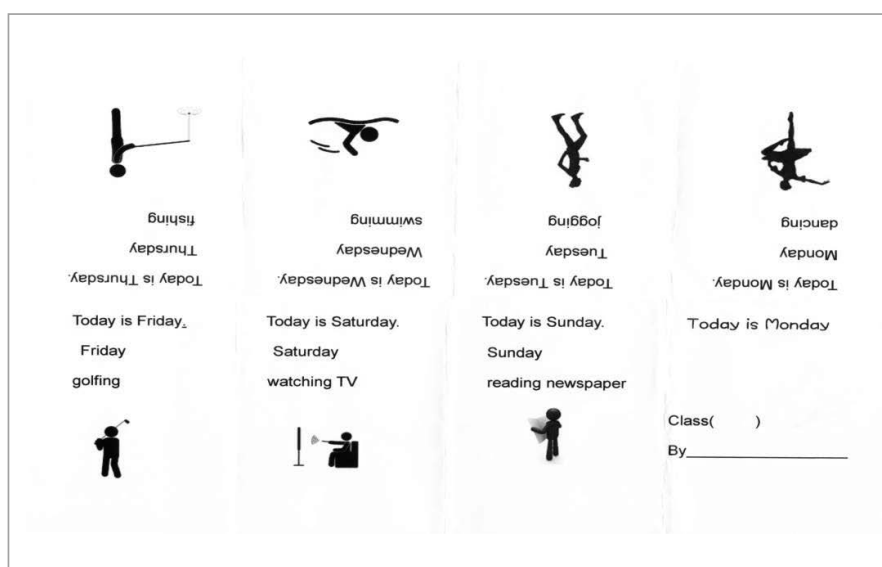 Today is Monday.
Monday
dancing
Today is Tuesday.
Tuesday
jogging
Today is Wednesday.
Wednesday
swimming
Today is Thursday.
Thursday
fishing
Today is Friday.
Friday
golfing
Today is Saturday.
Saturday
watching TV
Today is Sunday.
Sunday
reading newspaper
Today is Monday
Class( )
By